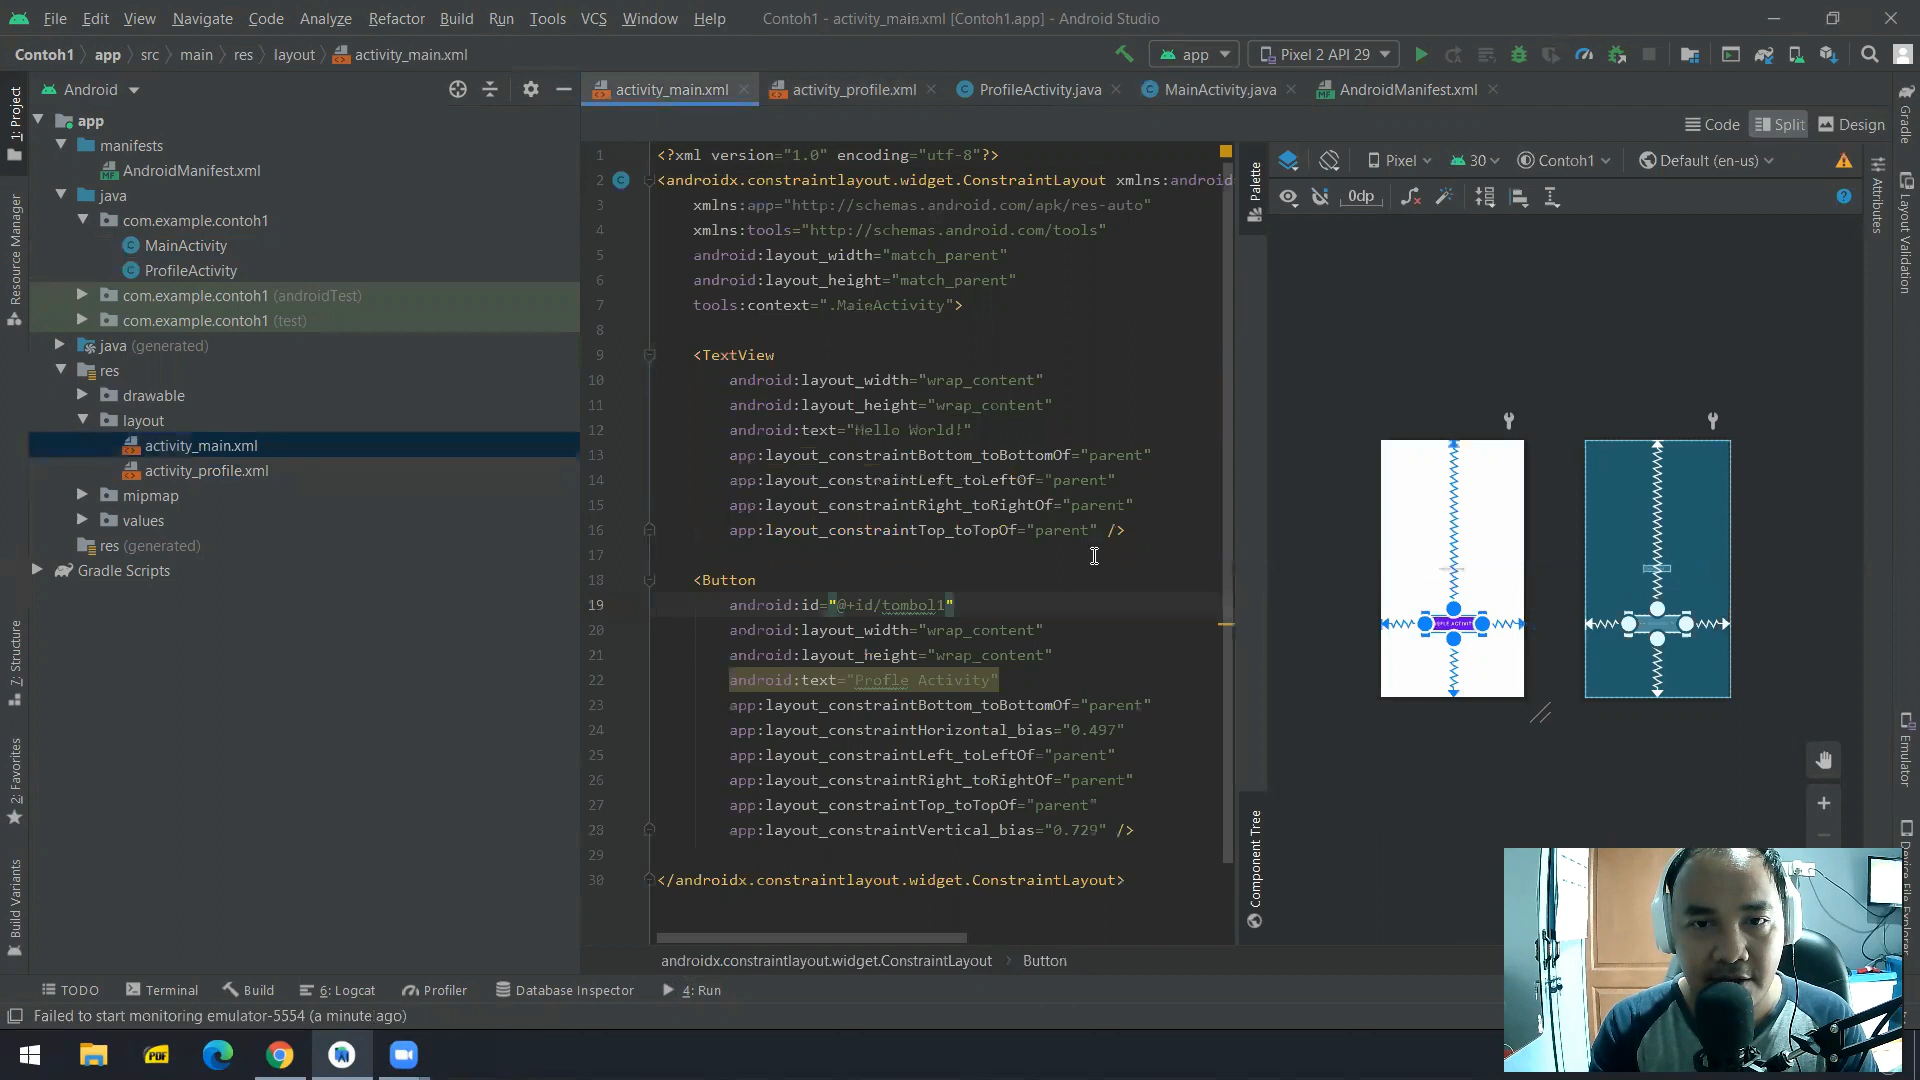 File Edit View Navigate Code Analyze Refactor Build Run Tools VCS Window Help Contoh1 - activity_main.xml [Contoh1.app] - Android Studio
Contoh1 app src main res layout activity_main.xml app Pixel 2 API 29
Android
activity_main.xml activity_profile.xml ProfileActivity.java MainActivity.java AndroidManifest.xml
Code Split Design
Pixel 30 Contoh1 Default (en-us)
0dp
1: Project
Resource Manager
7: Structure
2: Favorites
Build Variants
app
manifests
AndroidManifest.xml
java
com.example.contoh1
MainActivity
ProfileActivity
com.example.contoh1 (androidTest)
com.example.contoh1 (test)
java (generated)
res
drawable
layout
activity_main.xml
activity_profile.xml
mipmap
values
res (generated)
Gradle Scripts
1 <?xml version="1.0" encoding="utf-8"?>
2 <androidx.constraintlayout.widget.ConstraintLayout xmlns:android
3 xmlns:app="http://schemas.android.com/apk/res-auto"
4 xmlns:tools="http://schemas.android.com/tools"
5 android:layout_width="match_parent"
6 android:layout_height="match_parent"
7 tools:context=".MainActivity">
8
9 <TextView
10 android:layout_width="wrap_content"
11 android:layout_height="wrap_content"
12 android:text="Hello World!"
13 app:layout_constraintBottom_toBottomOf="parent"
14 app:layout_constraintLeft_toLeftOf="parent"
15 app:layout_constraintRight_toRightOf="parent"
16 app:layout_constraintTop_toTopOf="parent" />
17
18 <Button
19 android:id="@+id/tombol1"
20 android:layout_width="wrap_content"
21 android:layout_height="wrap_content"
22 android:text="Profle Activity"
23 app:layout_constraintBottom_toBottomOf="parent"
24 app:layout_constraintHorizontal_bias="0.497"
25 app:layout_constraintLeft_toLeftOf="parent"
26 app:layout_constraintRight_toRightOf="parent"
27 app:layout_constraintTop_toTopOf="parent"
28 app:layout_constraintVertical_bias="0.729" />
29
30 </androidx.constraintlayout.widget.ConstraintLayout>
androidx.constraintlayout.widget.ConstraintLayout Button
Palette
Component Tree
Attributes
Gradle
Layout Validation
Emulator
Device File Explorer
TODO Terminal Build 6: Logcat Profiler Database Inspector 4: Run
Failed to start monitoring emulator-5554 (a minute ago)
PDF